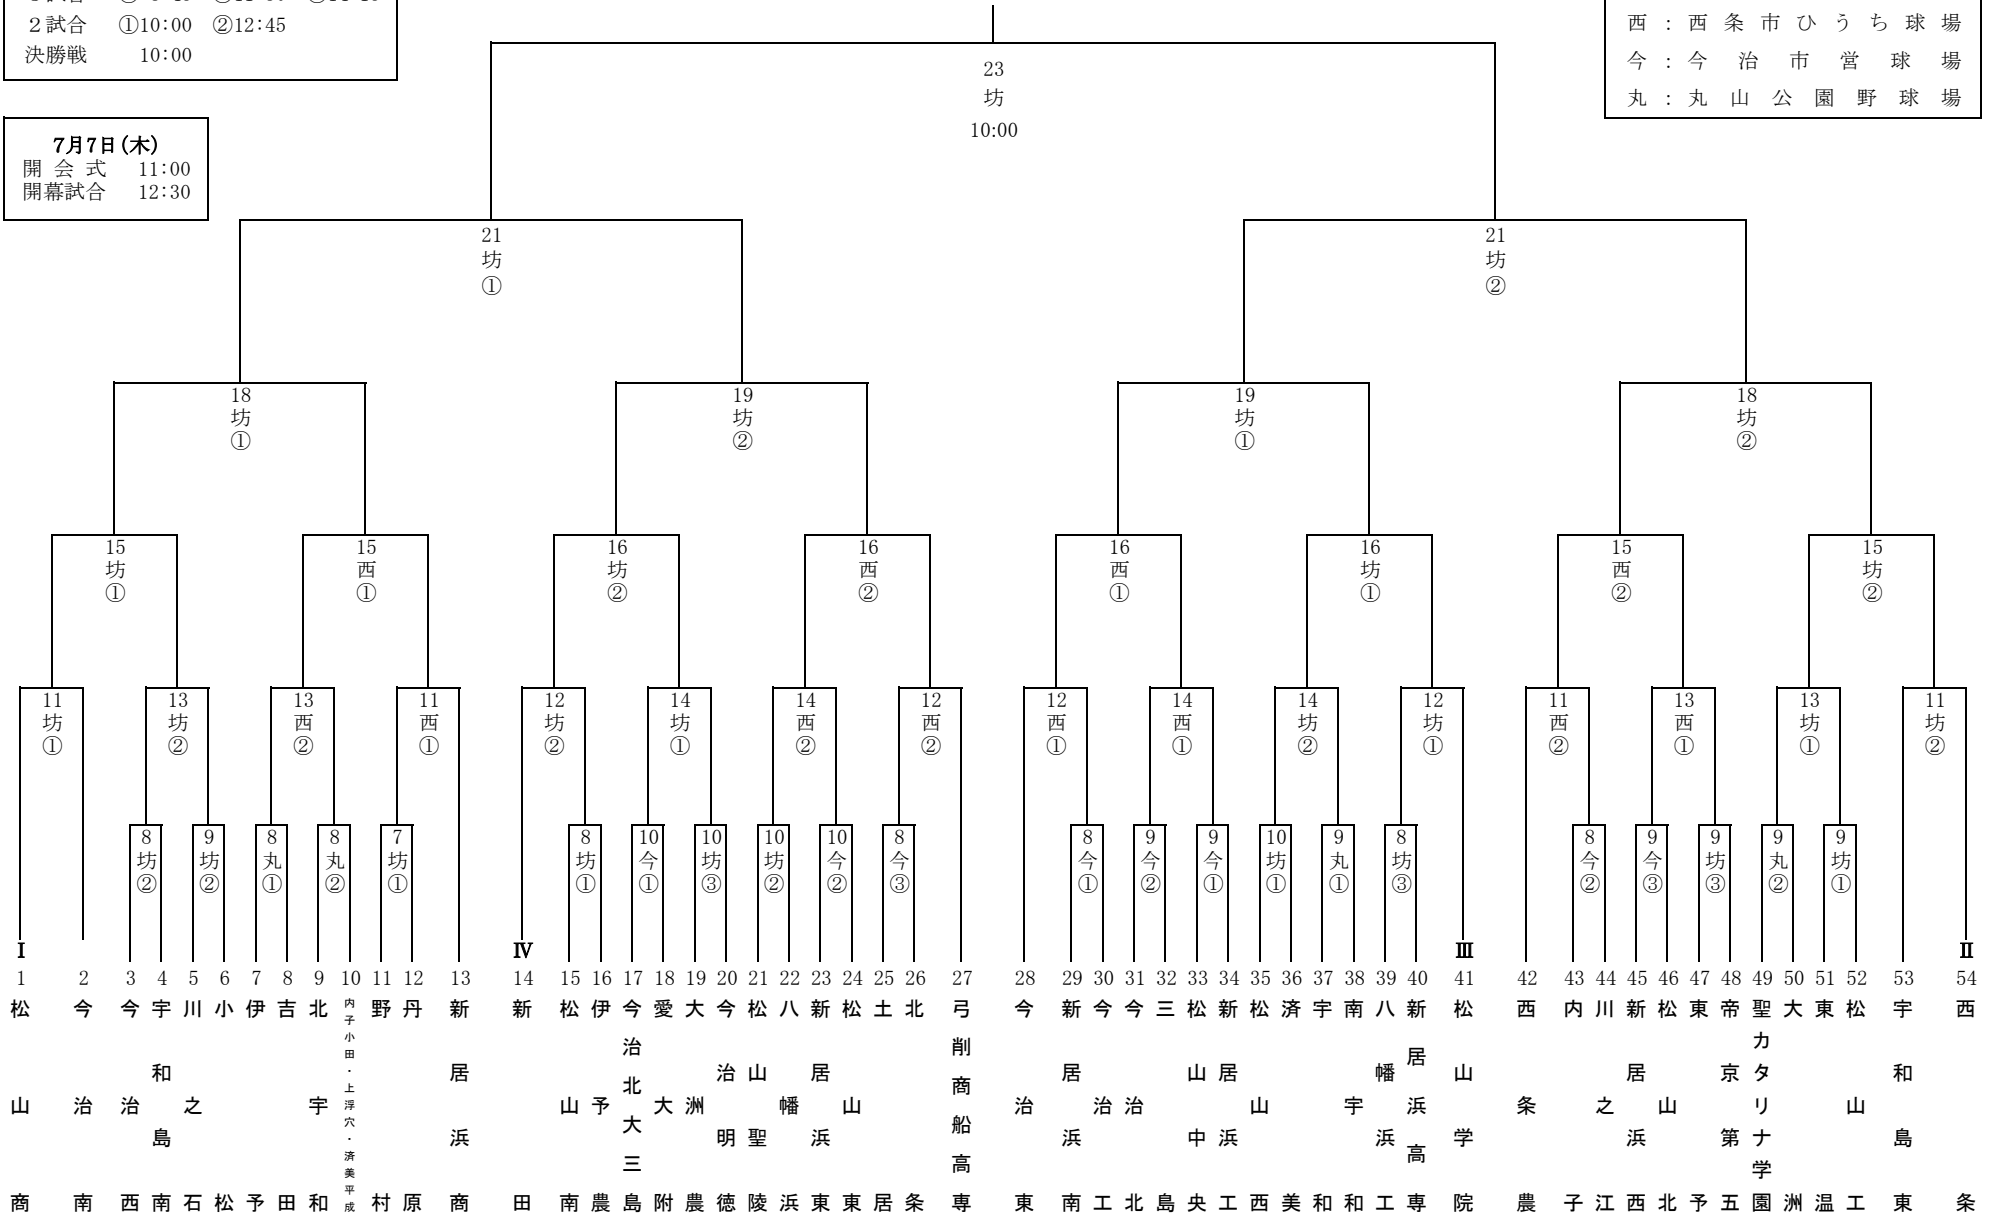 ２試合 ①10:00 ②12:45
決勝戦 10:00
西：西条市ひうち球場
今：今治市営球場
丸：丸山公園野球場
7月7日(木)
開会式 11:00
開幕試合 12:30
23
坊
10:00
21
坊
①
21
坊
②
18
坊
①
19
坊
②
19
坊
①
18
坊
②
15
坊
①
15
西
①
16
坊
②
16
西
②
16
西
①
16
坊
①
15
西
②
15
坊
②
11
坊
①
13
坊
②
13
西
②
11
西
①
12
坊
②
14
坊
①
14
西
②
12
西
②
12
西
①
14
西
①
14
坊
②
12
坊
①
11
西
②
13
西
①
13
坊
①
11
坊
②
8
坊
②
9
坊
②
8
丸
①
8
丸
②
7
坊
①
8
坊
①
10
今
①
10
坊
③
10
坊
②
10
今
②
8
今
③
8
今
①
9
今
②
9
今
①
10
坊
①
9
丸
①
8
坊
③
8
今
②
9
今
③
9
坊
③
9
丸
②
9
坊
①
Ⅰ
1
松山商
2
今治南
3
今治西
4
宇和島南
5
川之石
6
小松
7
伊予
8
吉田
9
北宇和
10
内子小田・上浮穴・済美平成
11
野村
12
丹原
13
新居浜商
Ⅳ
14
新田
15
松山南
16
伊予農
17
今治北大三島
18
愛大附
19
大洲農
20
今治明徳
21
松山聖陵
22
八幡浜
23
新居浜東
24
松山東
25
土居
26
北条
27
弓削商船高専
28
今治東
29
新居浜南
30
今治工
31
今治北
32
三島
33
松山中央
34
新居浜工
35
松山西
36
済美
37
宇和
38
南宇和
39
八幡浜工
40
新居浜高専
Ⅲ
41
松山学院
42
西条農
43
内子
44
川之江
45
新居浜西
46
松山北
47
東予
48
帝京第五
49
聖カタリナ学園
50
大洲
51
東温
52
松山工
53
宇和島東
Ⅱ
54
西条